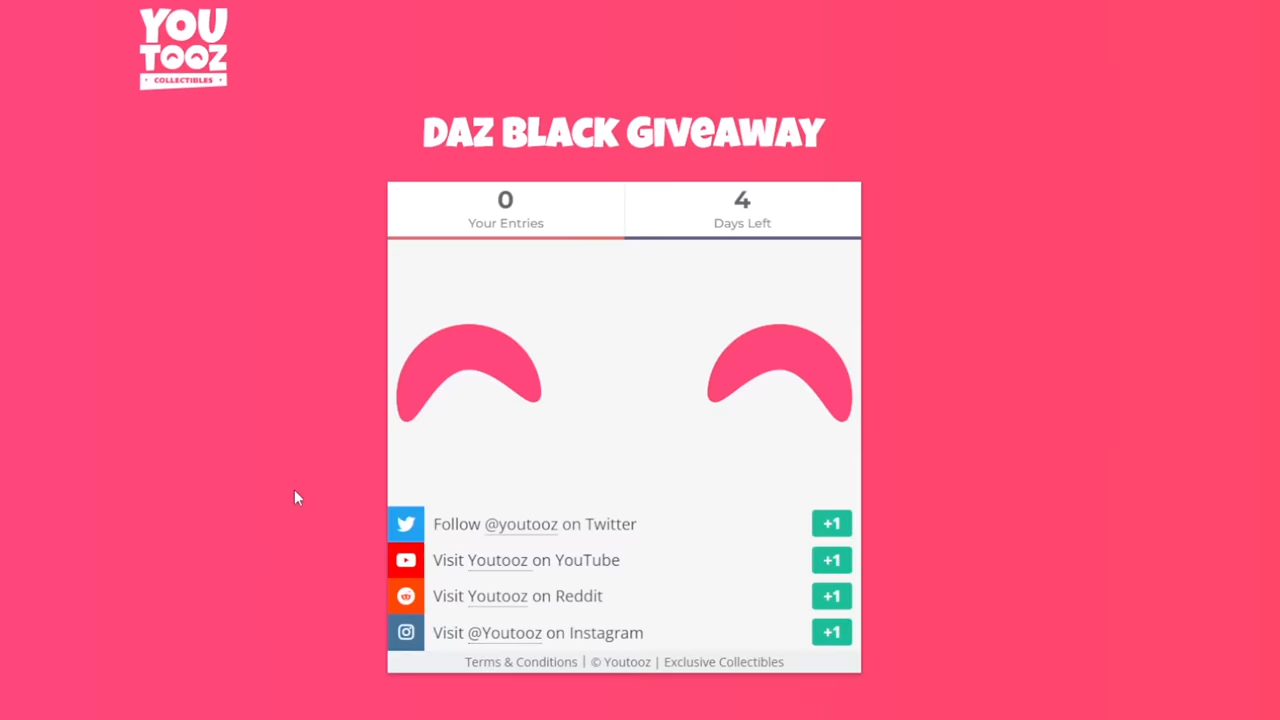 YOU
TOOZ
• COLLECTIBLES •
DAZ BLACK GIVEAWAY
0
Your Entries
4
Days Left
Follow @youtooz on Twitter
+1
Visit Youtooz on YouTube
+1
Visit Youtooz on Reddit
+1
Visit @Youtooz on Instagram
+1
Terms & Conditions | © Youtooz | Exclusive Collectibles